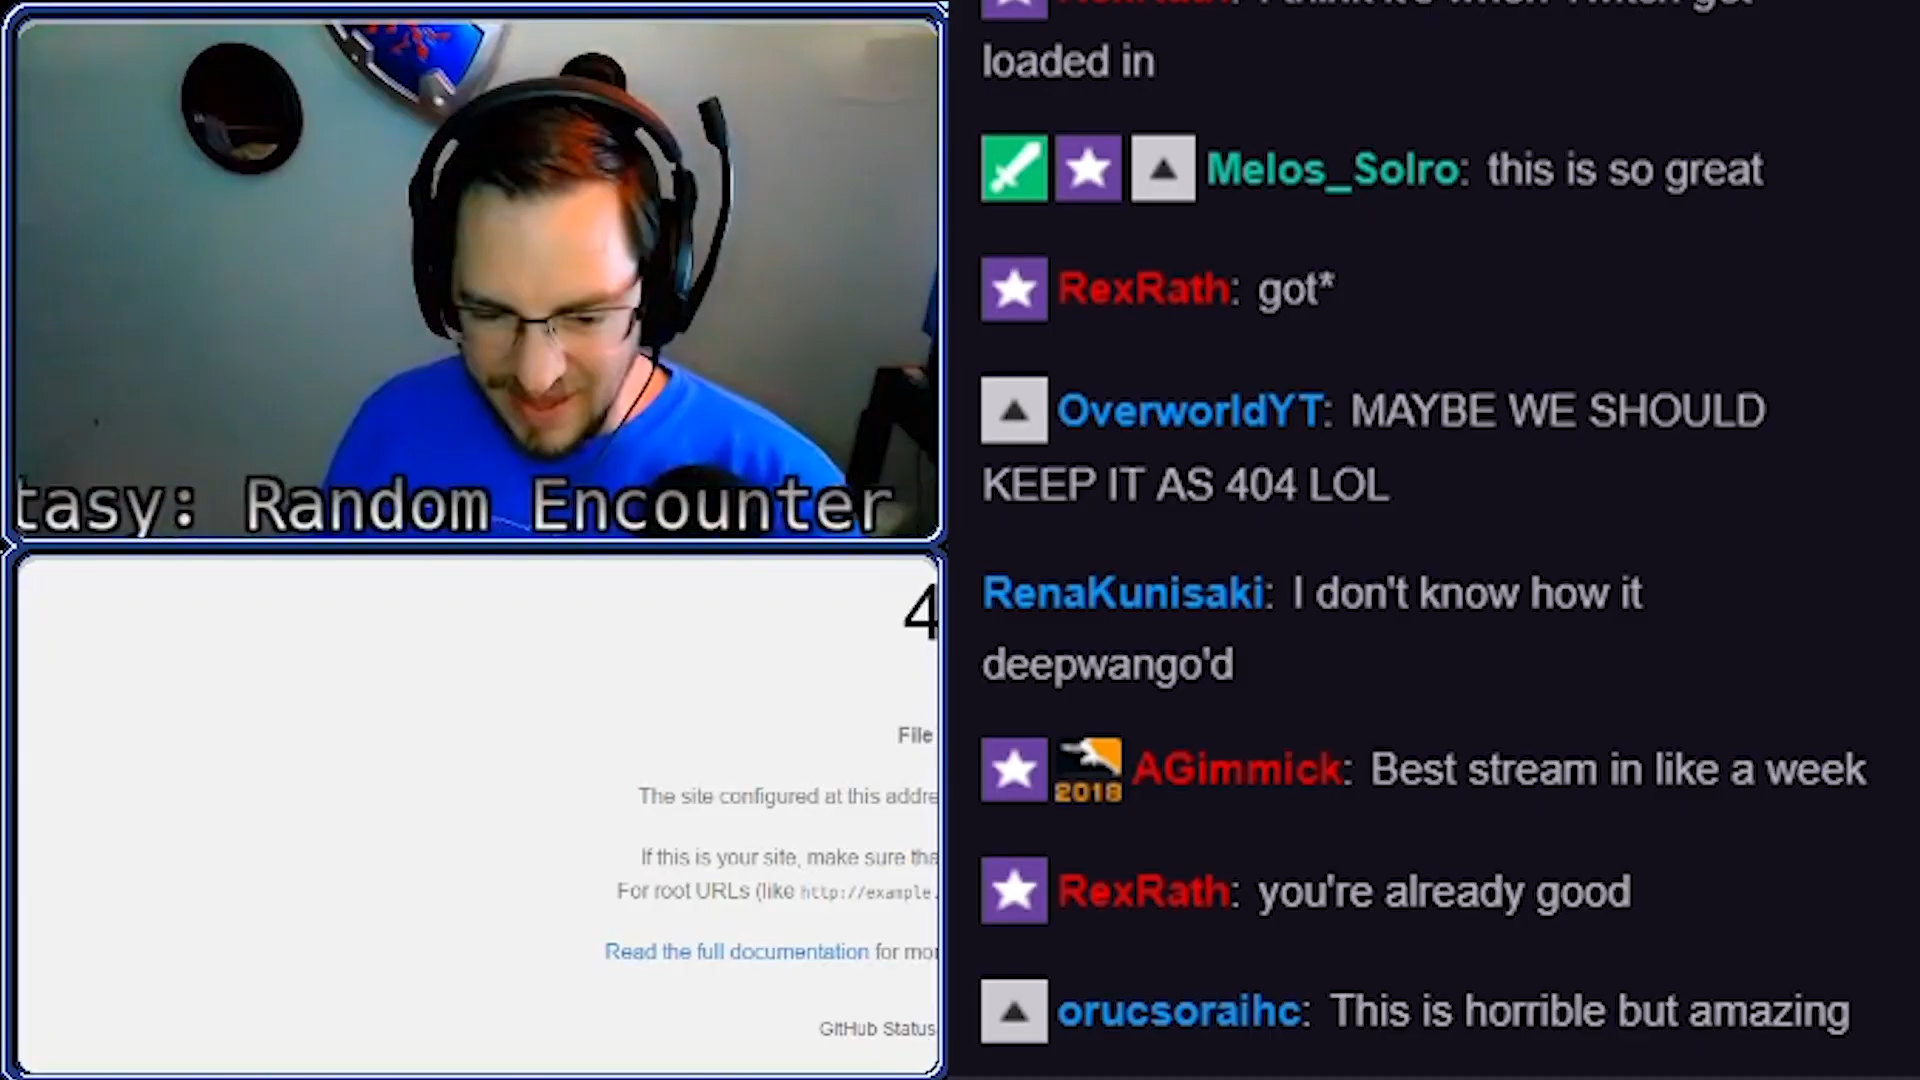 tasy: Random Encounter
4
File
The site configured at this addre
If this is your site, make sure tha
For root URLs (like http://example.
Read the full documentation for mor
GitHub Status
loaded in
Melos_Solro: this is so great
RexRath: got*
OverworldYT: MAYBE WE SHOULD
KEEP IT AS 404 LOL
RenaKunisaki: I don't know how it
deepwango'd
2018 AGimmick: Best stream in like a week
RexRath: you're already good
orucsoraihc: This is horrible but amazing